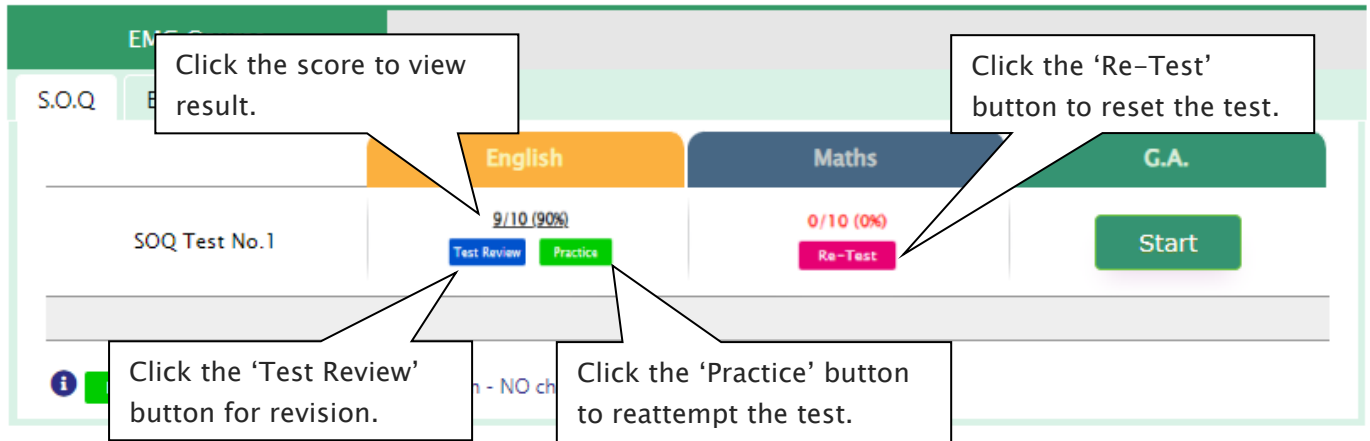 Click the score to view
result.
Click the ‘Re-Test’
button to reset the test.
S.O.Q
English
Maths
G.A.
SOQ Test No.1
9/10 (90%)
Test Review
Practice
0/10 (0%)
Re-Test
Start
Click the ‘Test Review’
button for revision.
- NO
Click the ‘Practice’ button
to reattempt the test.